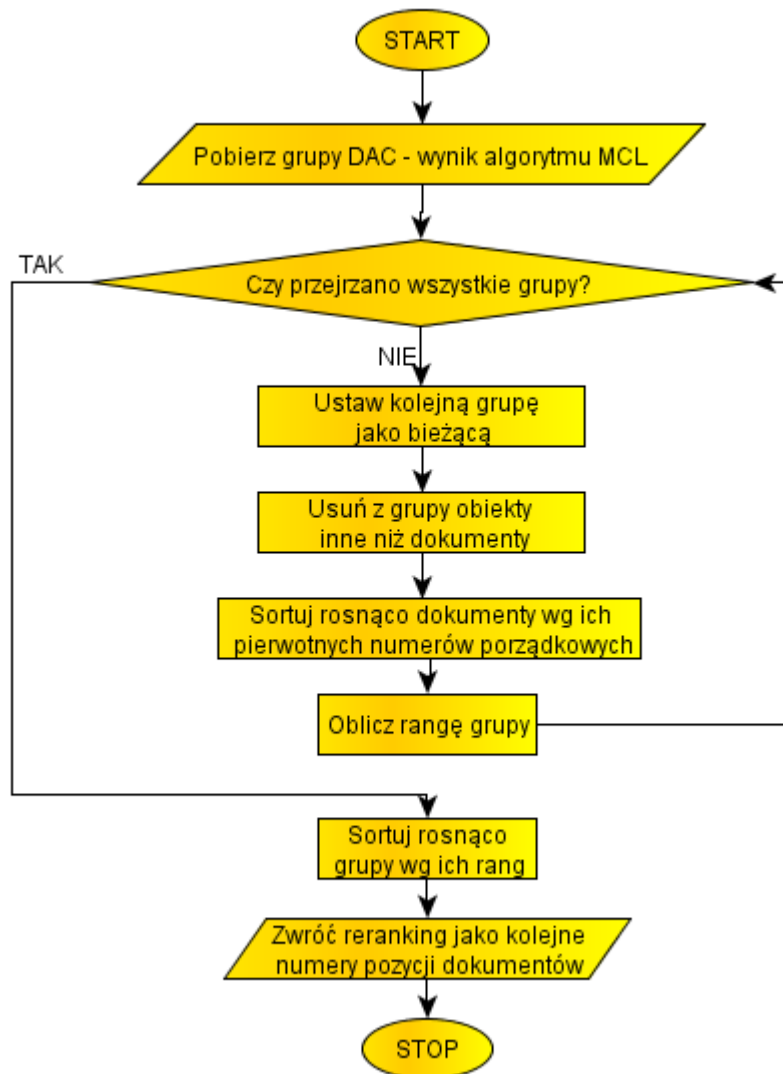 START
Pobierz grupy DAC - wynik algorytmu MCL
TAK
Czy przejrzano wszystkie grupy?
NIE
Ustaw kolejną grupę
jako bieżącą
Usuń z grupy obiekty
inne niż dokumenty
Sortuj rosnąco dokumenty wg ich
pierwotnych numerów porządkowych
Oblicz rangę grupy
Sortuj rosnąco
grupy wg ich rang
Zwróć reranking jako kolejne
numery pozycji dokumentów
STOP